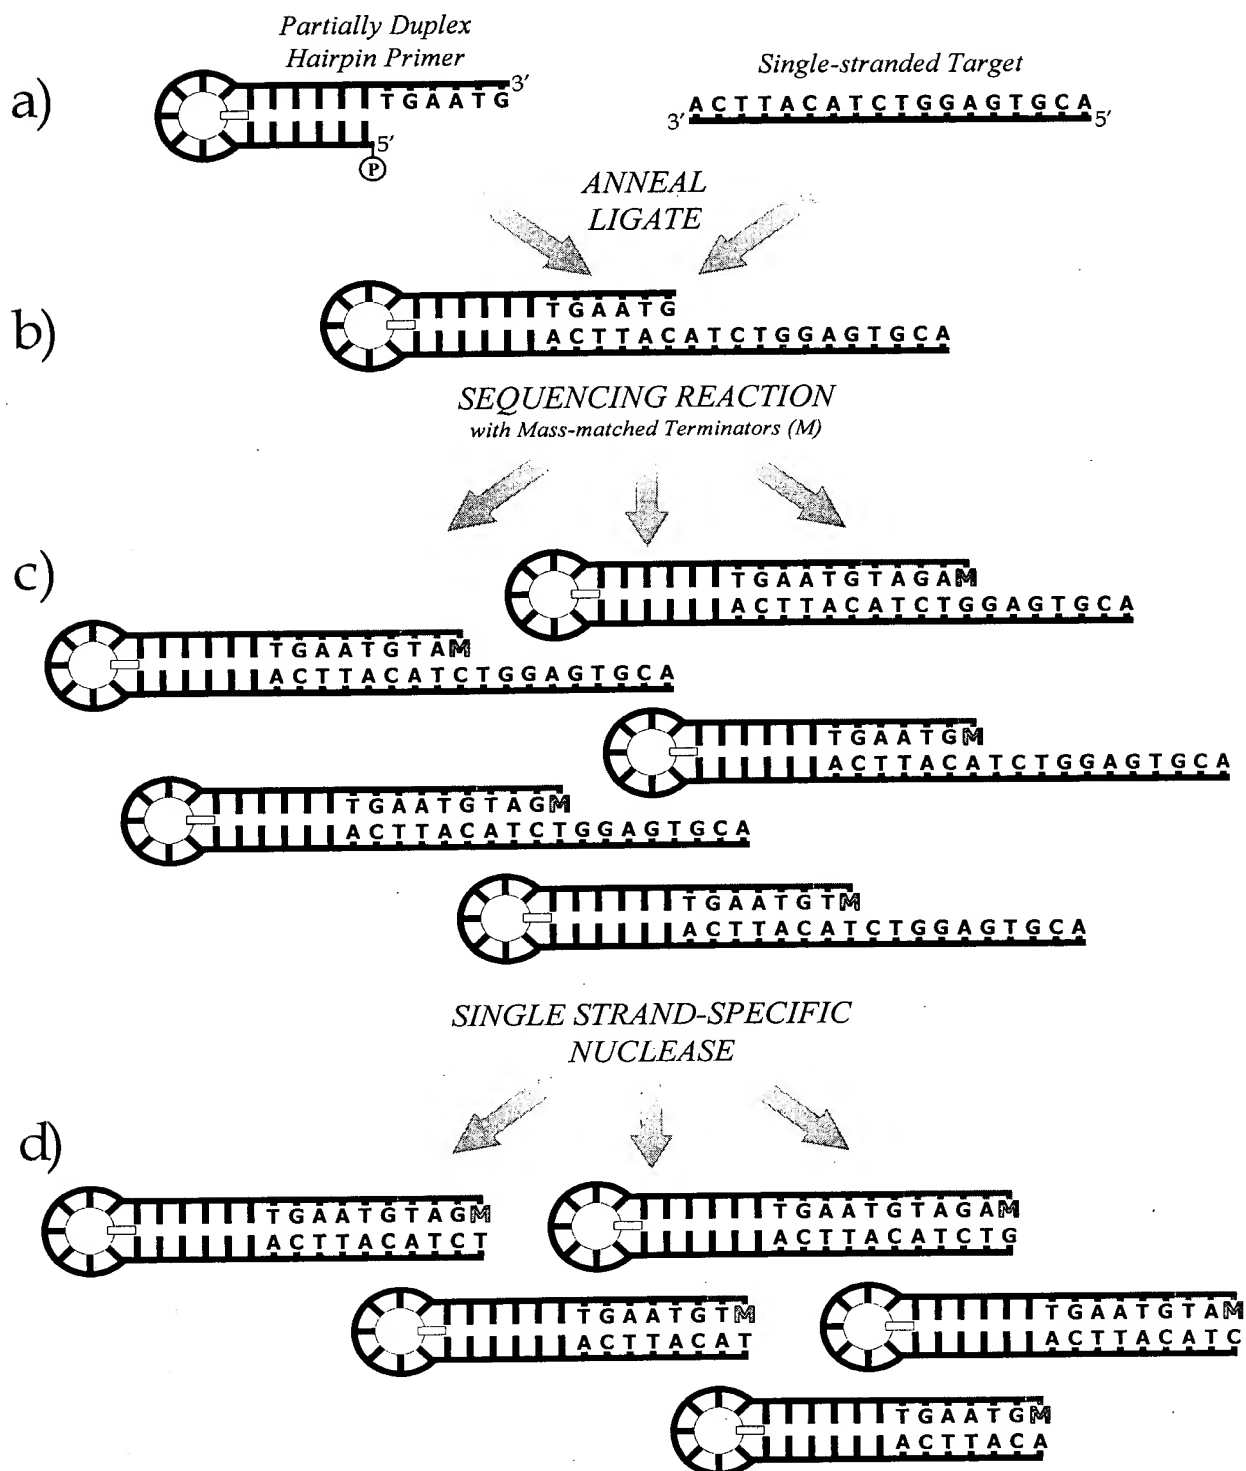 Partially Duplex
Hairpin Primer
Single-stranded Target
a)
3′
TGAATG
5′
P
ACTTACATCTGGAGTGCA
3′
5′
ANNEAL
LIGATE
b)
TGAATG
ACTTACATCTGGAGTGCA
SEQUENCING REACTION
with Mass-matched Terminators (M)
c)
TGAATGTAGAM
ACTTACATCTGGAGTGCA
TGAATGTAM
ACTTACATCTGGAGTGCA
TGAATGM
ACTTACATCTGGAGTGCA
TGAATGTAGM
ACTTACATCTGGAGTGCA
TGAATGTM
ACTTACATCTGGAGTGCA
SINGLE STRAND-SPECIFIC
NUCLEASE
d)
TGAATGTAGM
ACTTACATCT
TGAATGTAGAM
ACTTACATCTG
TGAATGTM
ACTTACAT
TGAATGTAM
ACTTACATC
TGAATGM
ACTTACA